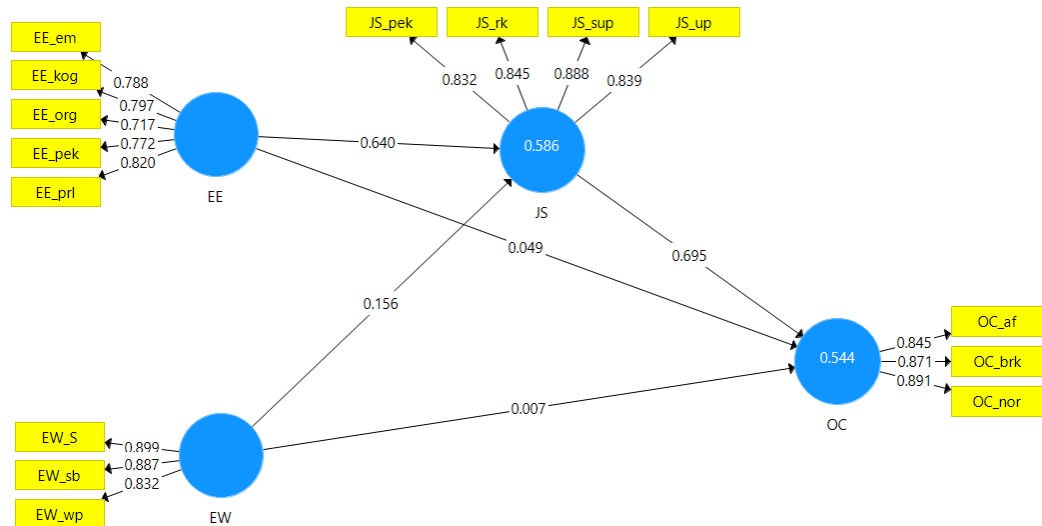 JS_pek
JS_rk
JS_sup
JS_up
EE_em
EE_kog
EE_org
EE_pek
EE_prl
0.788
0.797
0.717
0.772
0.820
EE
0.832
0.845
0.888
0.839
0.640
0.586
JS
0.049
0.695
0.156
0.544
OC
0.845
0.871
0.891
OC_af
OC_brk
OC_nor
0.007
EW_S
EW_sb
EW_wp
0.899
0.887
0.832
EW